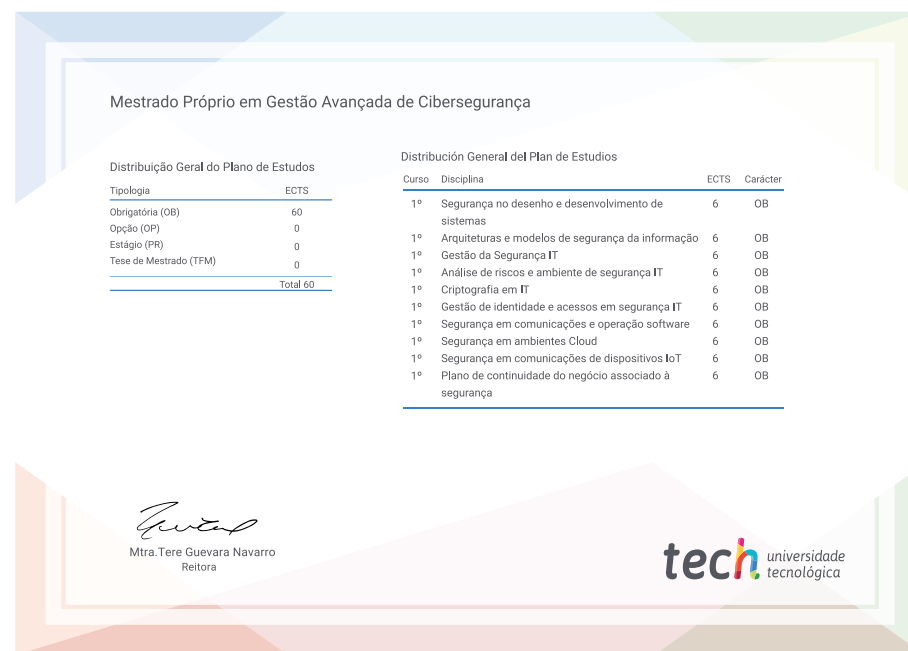 Mestrado Próprio em Gestão Avançada de Cibersegurança
Distribuição Geral do Plano de Estudos
Tipologia ECTS
Obrigatória (OB) 60
Opção (OP) 0
Estágio (PR) 0
Tese de Mestrado (TFM) 0
Total 60
Distribución General del Plan de Estudios
Curso Disciplina ECTS Carácter
1º Segurança no desenho e desenvolvimento de 6 OB
sistemas
1º Arquiteturas e modelos de segurança da informação 6 OB
1º Gestão da Segurança IT 6 OB
1º Análise de riscos e ambiente de segurança IT 6 OB
1º Criptografia em IT 6 OB
1º Gestão de identidade e acessos em segurança IT 6 OB
1º Segurança em comunicações e operação software 6 OB
1º Segurança em ambientes Cloud 6 OB
1º Segurança em comunicações de dispositivos IoT 6 OB
1º Plano de continuidade do negócio associado à 6 OB
segurança
Mtra.Tere Guevara Navarro
Reitora
tech universidade
tecnológica